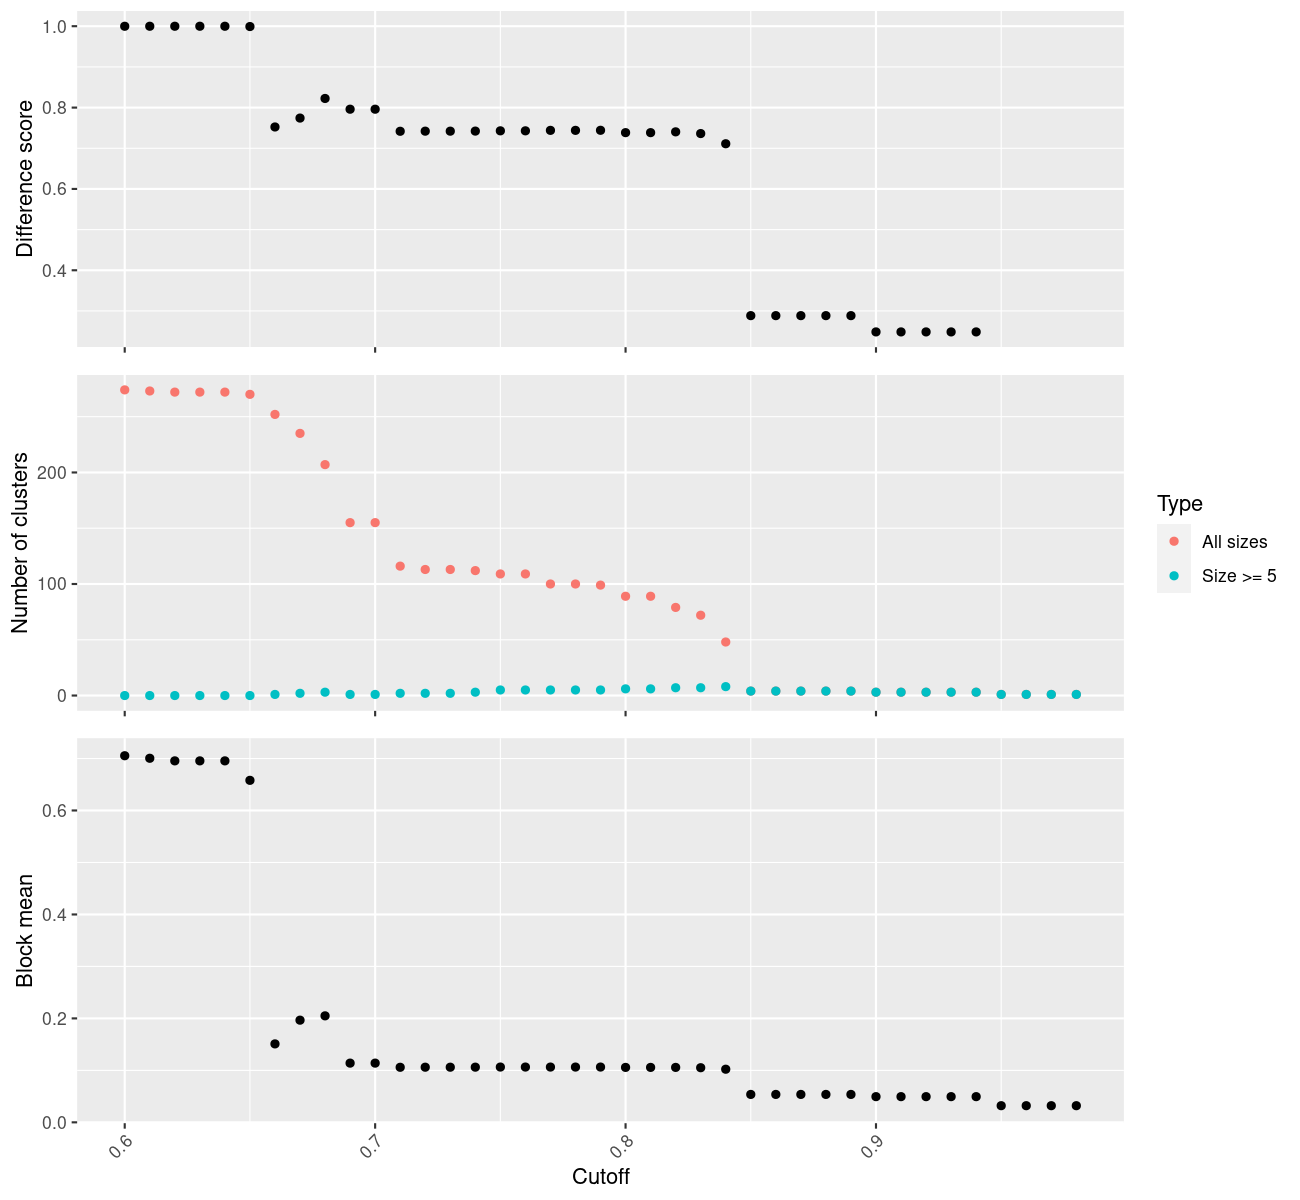 1.0
0.8
0.6
0.4
Difference score
200
100
0
Number of clusters
Type
All sizes
Size >= 5
0.6
0.4
0.2
0.0
Block mean
0.6
0.7
0.8
0.9
Cutoff